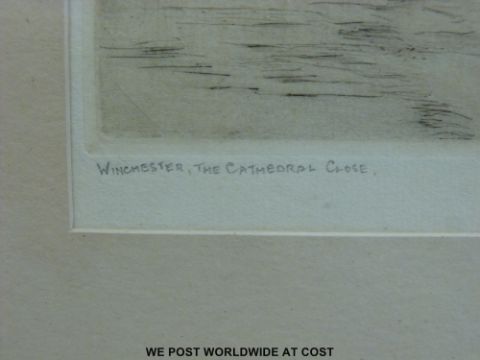 WINCHESTER, THE CATHEDRAL CLOSE.
WE POST WORLDWIDE AT COST